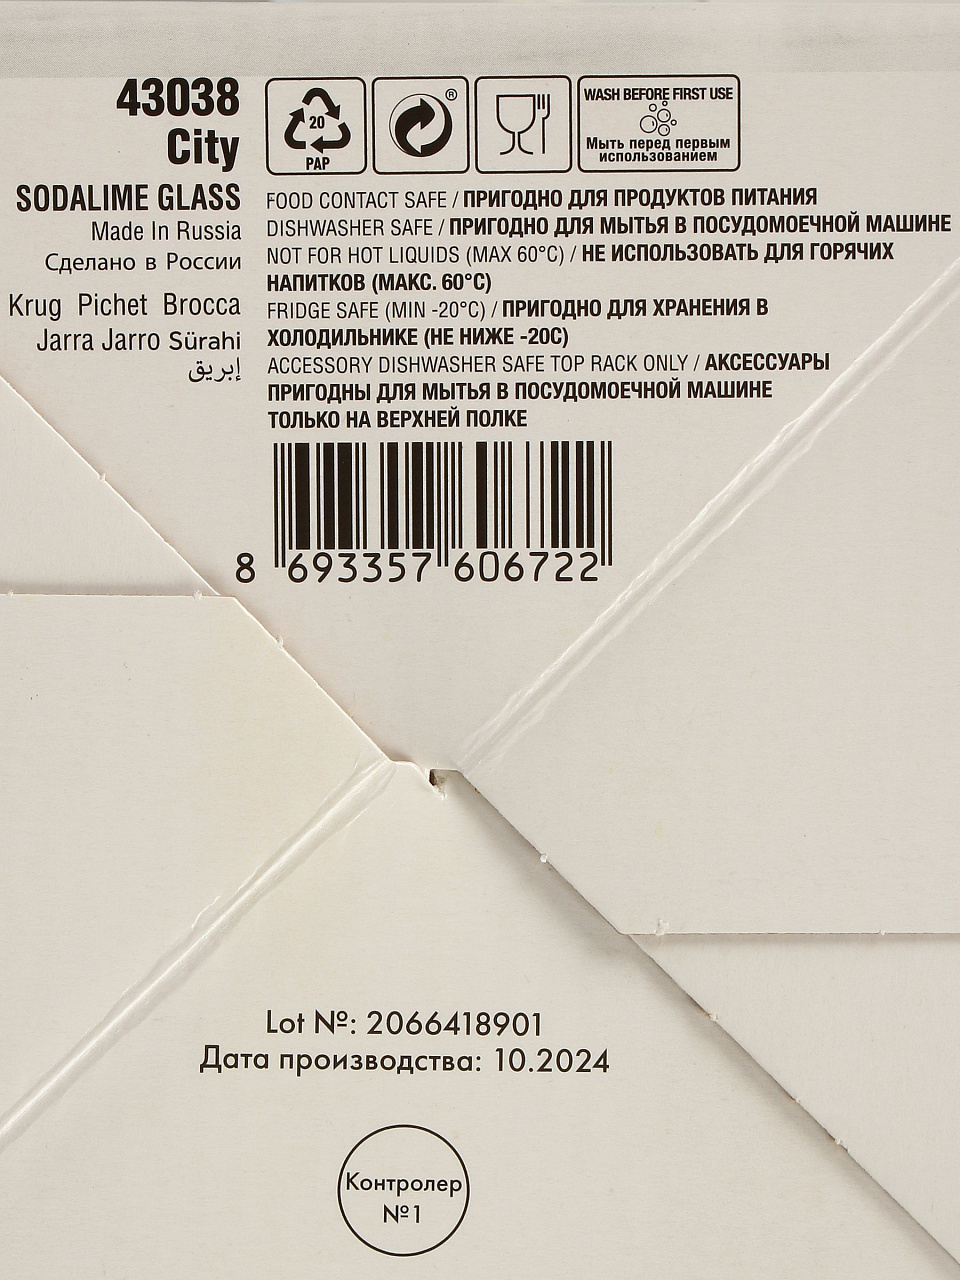 43038
City
SODALIME GLASS
Made In Russia
Сделано в России
Krug Pichet Brocca
Jarra Jarro Sürahi
إبريق
20
PAP
®
WASH BEFORE FIRST USE
Мыть перед первым
использованием
FOOD CONTACT SAFE / ПРИГОДНО ДЛЯ ПРОДУКТОВ ПИТАНИЯ
DISHWASHER SAFE / ПРИГОДНО ДЛЯ МЫТЬЯ В ПОСУДОМОЕЧНОЙ МАШИНЕ
NOT FOR HOT LIQUIDS (MAX 60°C) / НЕ ИСПОЛЬЗОВАТЬ ДЛЯ ГОРЯЧИХ
НАПИТКОВ (МАКС. 60°C)
FRIDGE SAFE (MIN -20°C) / ПРИГОДНО ДЛЯ ХРАНЕНИЯ В
ХОЛОДИЛЬНИКЕ (НЕ НИЖЕ -20С)
ACCESSORY DISHWASHER SAFE TOP RACK ONLY / АКСЕССУАРЫ
ПРИГОДНЫ ДЛЯ МЫТЬЯ В ПОСУДОМОЕЧНОЙ МАШИНЕ
ТОЛЬКО НА ВЕРХНЕЙ ПОЛКЕ
8 693357 606722
Lot №: 2066418901
Дата производства: 10.2024
Контролер
№1